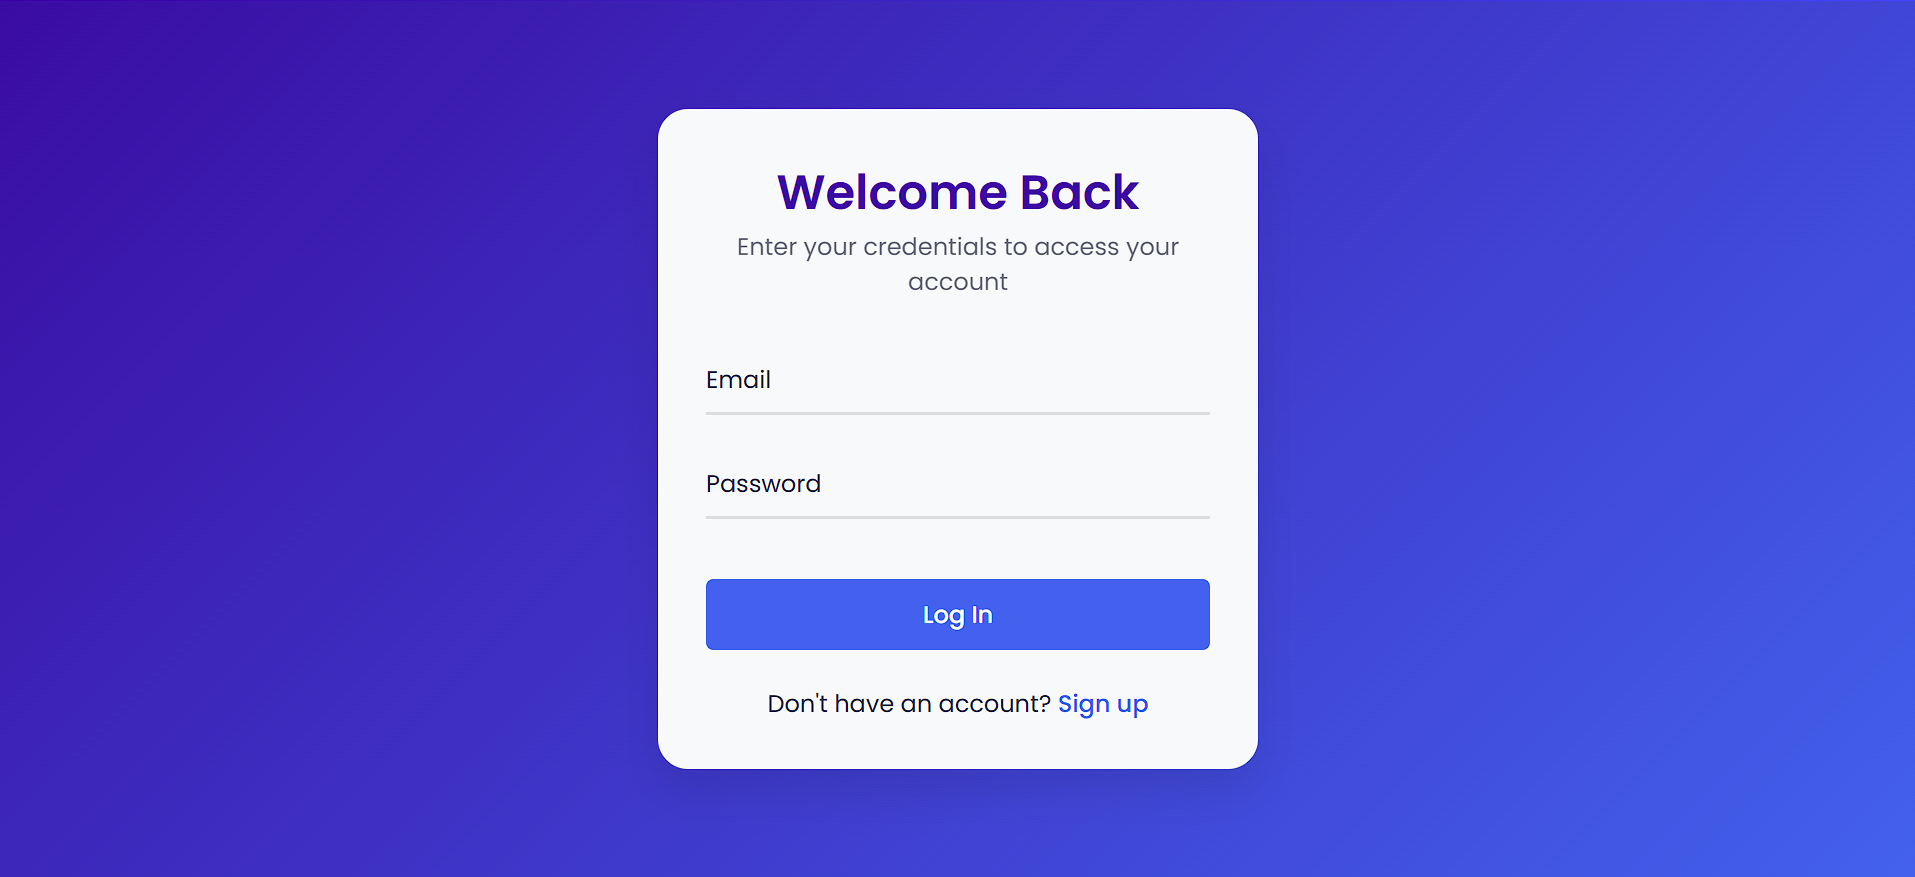 Welcome Back
Enter your credentials to access your
account
Email
Password
Log In
Don't have an account? Sign up